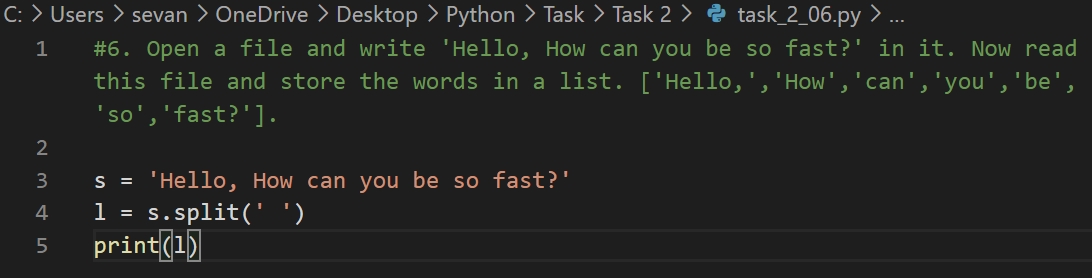 C: > Users > sevan > OneDrive > Desktop > Python > Task > Task 2 > task_2_06.py > ...
1 #6. Open a file and write 'Hello, How can you be so fast?' in it. Now read
this file and store the words in a list. ['Hello,','How','can','you','be',
'so','fast?'].
2
3 s = 'Hello, How can you be so fast?'
4 l = s.split(' ')
5 print(l)